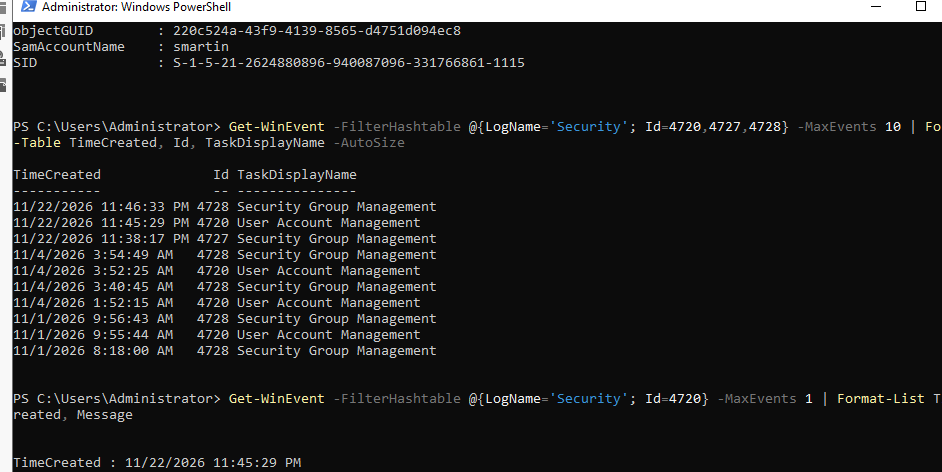 Administrator: Windows PowerShell
objectGUID        : 220c524a-43f9-4139-8565-d4751d094ec8
SamAccountName    : smartin
SID               : S-1-5-21-2624880896-940087096-331766861-1115
PS C:\Users\Administrator> Get-WinEvent -FilterHashtable @{LogName='Security'; Id=4720,4727,4728} -MaxEvents 10 | Fo
-Table TimeCreated, Id, TaskDisplayName -AutoSize
TimeCreated              Id TaskDisplayName
-----------              -- ---------------
11/22/2026 11:46:33 PM 4728 Security Group Management
11/22/2026 11:45:29 PM 4720 User Account Management
11/22/2026 11:38:17 PM 4727 Security Group Management
11/4/2026 3:54:49 AM   4728 Security Group Management
11/4/2026 3:52:25 AM   4720 User Account Management
11/4/2026 3:40:45 AM   4728 Security Group Management
11/4/2026 1:52:15 AM   4720 User Account Management
11/1/2026 9:56:43 AM   4728 Security Group Management
11/1/2026 9:55:44 AM   4720 User Account Management
11/1/2026 8:18:00 AM   4728 Security Group Management
PS C:\Users\Administrator> Get-WinEvent -FilterHashtable @{LogName='Security'; Id=4720} -MaxEvents 1 | Format-List T
reated, Message
TimeCreated : 11/22/2026 11:45:29 PM